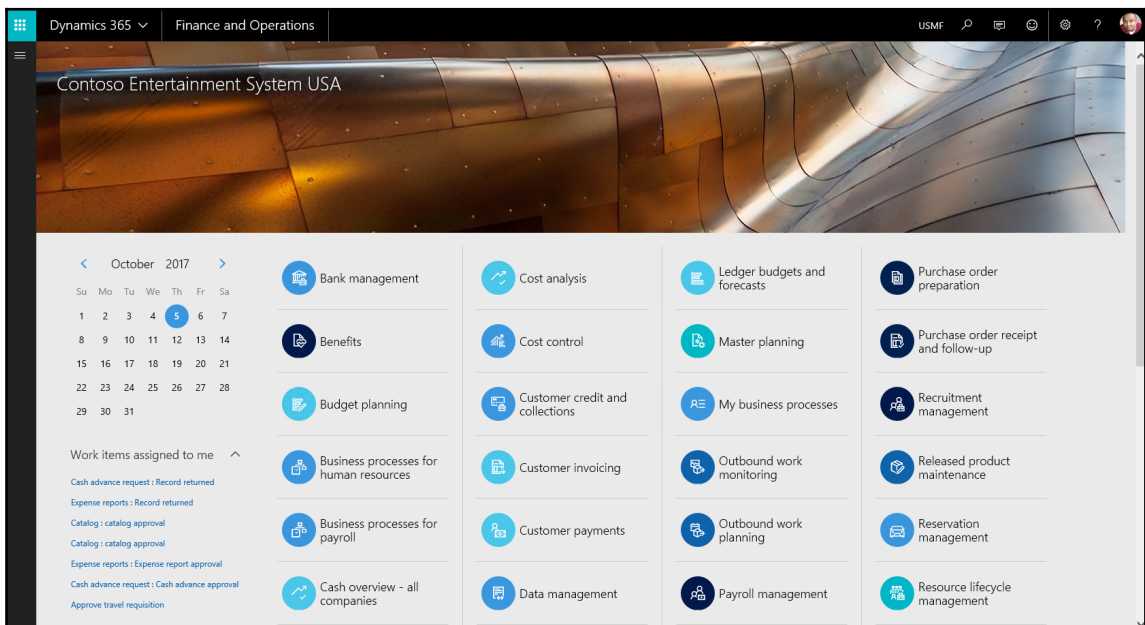 Dynamics 365
Finance and Operations
USMF
?
Contoso Entertainment System USA
October 2017
Su Mo Tu We Th Fr Sa
1 2 3 4 5 6 7
8 9 10 11 12 13 14
15 16 17 18 19 20 21
22 23 24 25 26 27 28
29 30 31
Work items assigned to me
Cash advance request : Record returned
Expense reports : Record returned
Catalog : catalog approval
Catalog : catalog approval
Expense reports : Expense report approval
Cash advance request : Cash advance approval
Approve travel requisition
Bank management
Benefits
Budget planning
Business processes for
human resources
Business processes for
payroll
Cash overview - all
companies
Cost analysis
Cost control
Customer credit and
collections
Customer invoicing
Customer payments
Data management
Ledger budgets and
forecasts
Master planning
My business processes
Outbound work
monitoring
Outbound work
planning
Payroll management
Purchase order
preparation
Purchase order receipt
and follow-up
Recruitment
management
Released product
maintenance
Reservation
management
Resource lifecycle
management